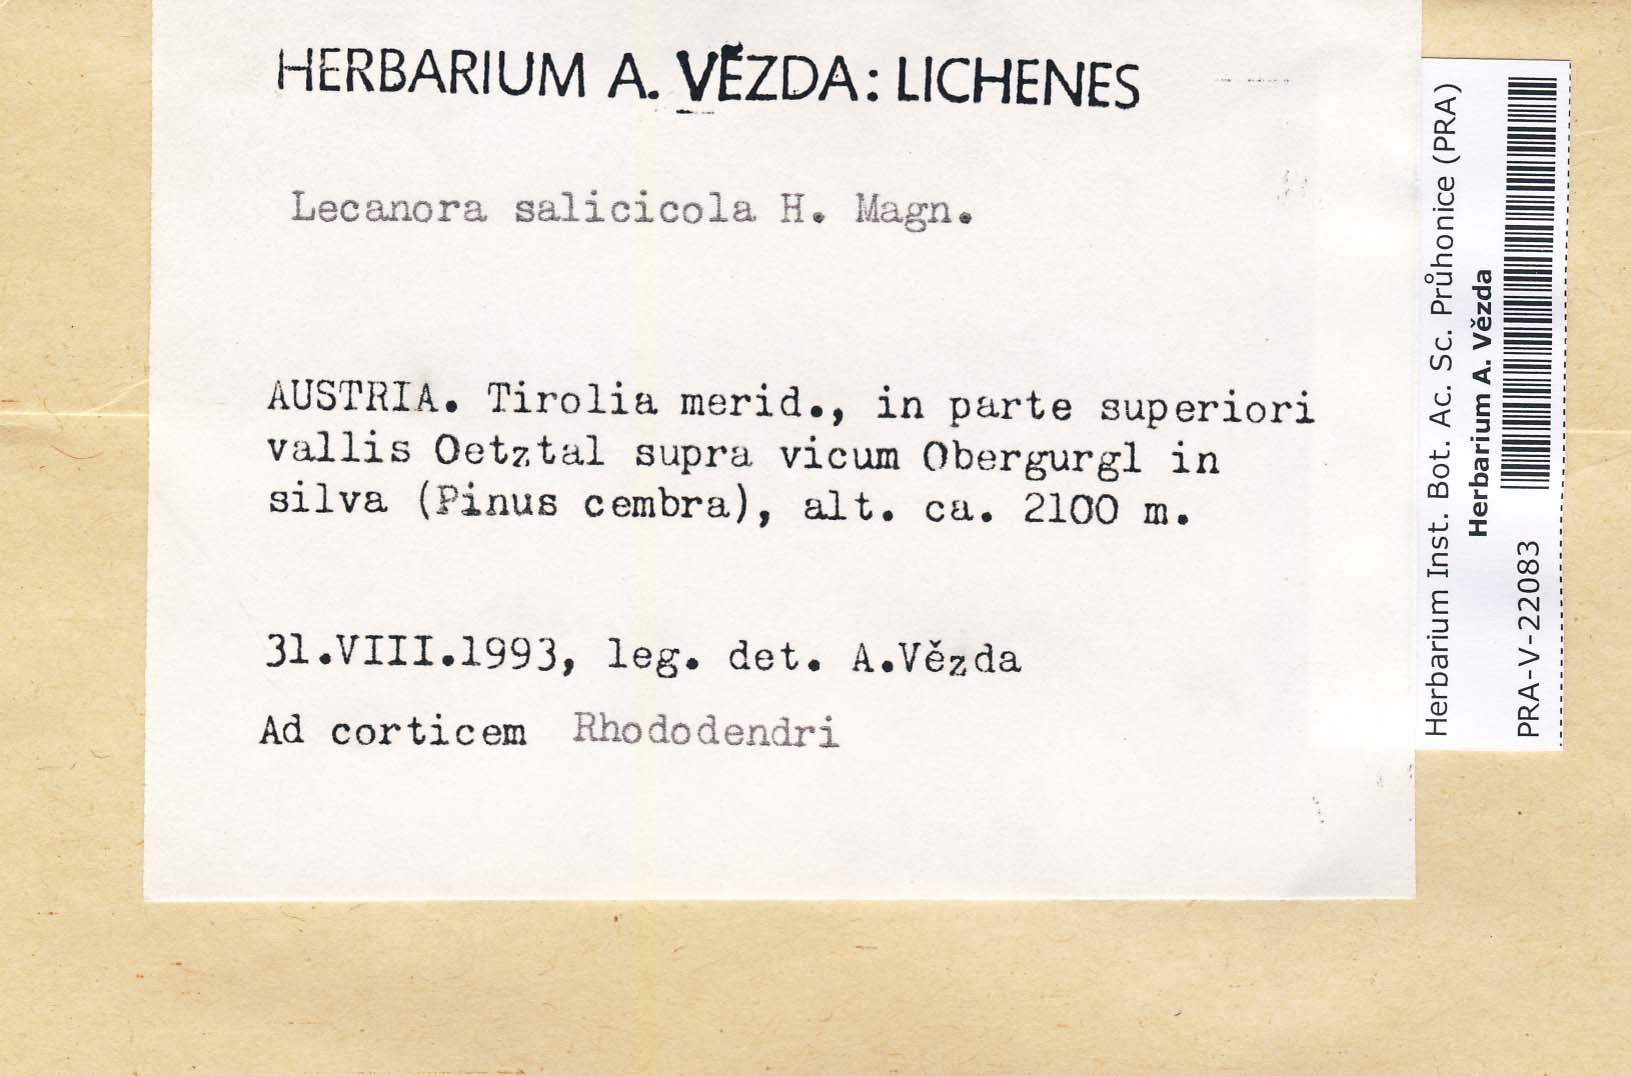 HERBARIUM A. VĚZDA: LICHENES
Lecanora salicicola H. Magn.
AUSTRIA. Tirolia merid., in parte superiori
vallis Oetztal supra vicum Obergurgl in
silva (Pinus cembra), alt. ca. 2100 m.
31.VIII.1993, leg. det. A.Vězda
Ad corticem Rhododendri
Herbarium Inst. Bot. Ac. Sc. Průhonice (PRA)
Herbarium A. Vězda
PRA-V-22083